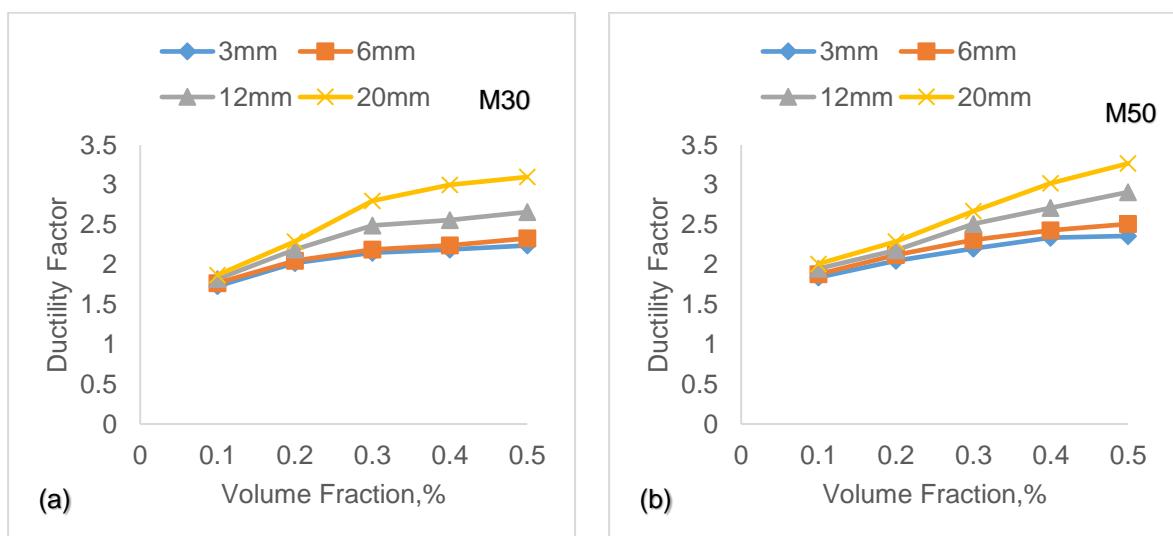 3mm 6mm
12mm 20mm
M30
3.5
3
2.5
2
1.5
1
0.5
0
Ductility Factor
0 0.1 0.2 0.3 0.4 0.5
Volume Fraction,%
(a)
3mm 6mm
12mm 20mm
M50
3.5
3
2.5
2
1.5
1
0.5
0
Ductility Factor
0 0.1 0.2 0.3 0.4 0.5
Volume Fraction,%
(b)